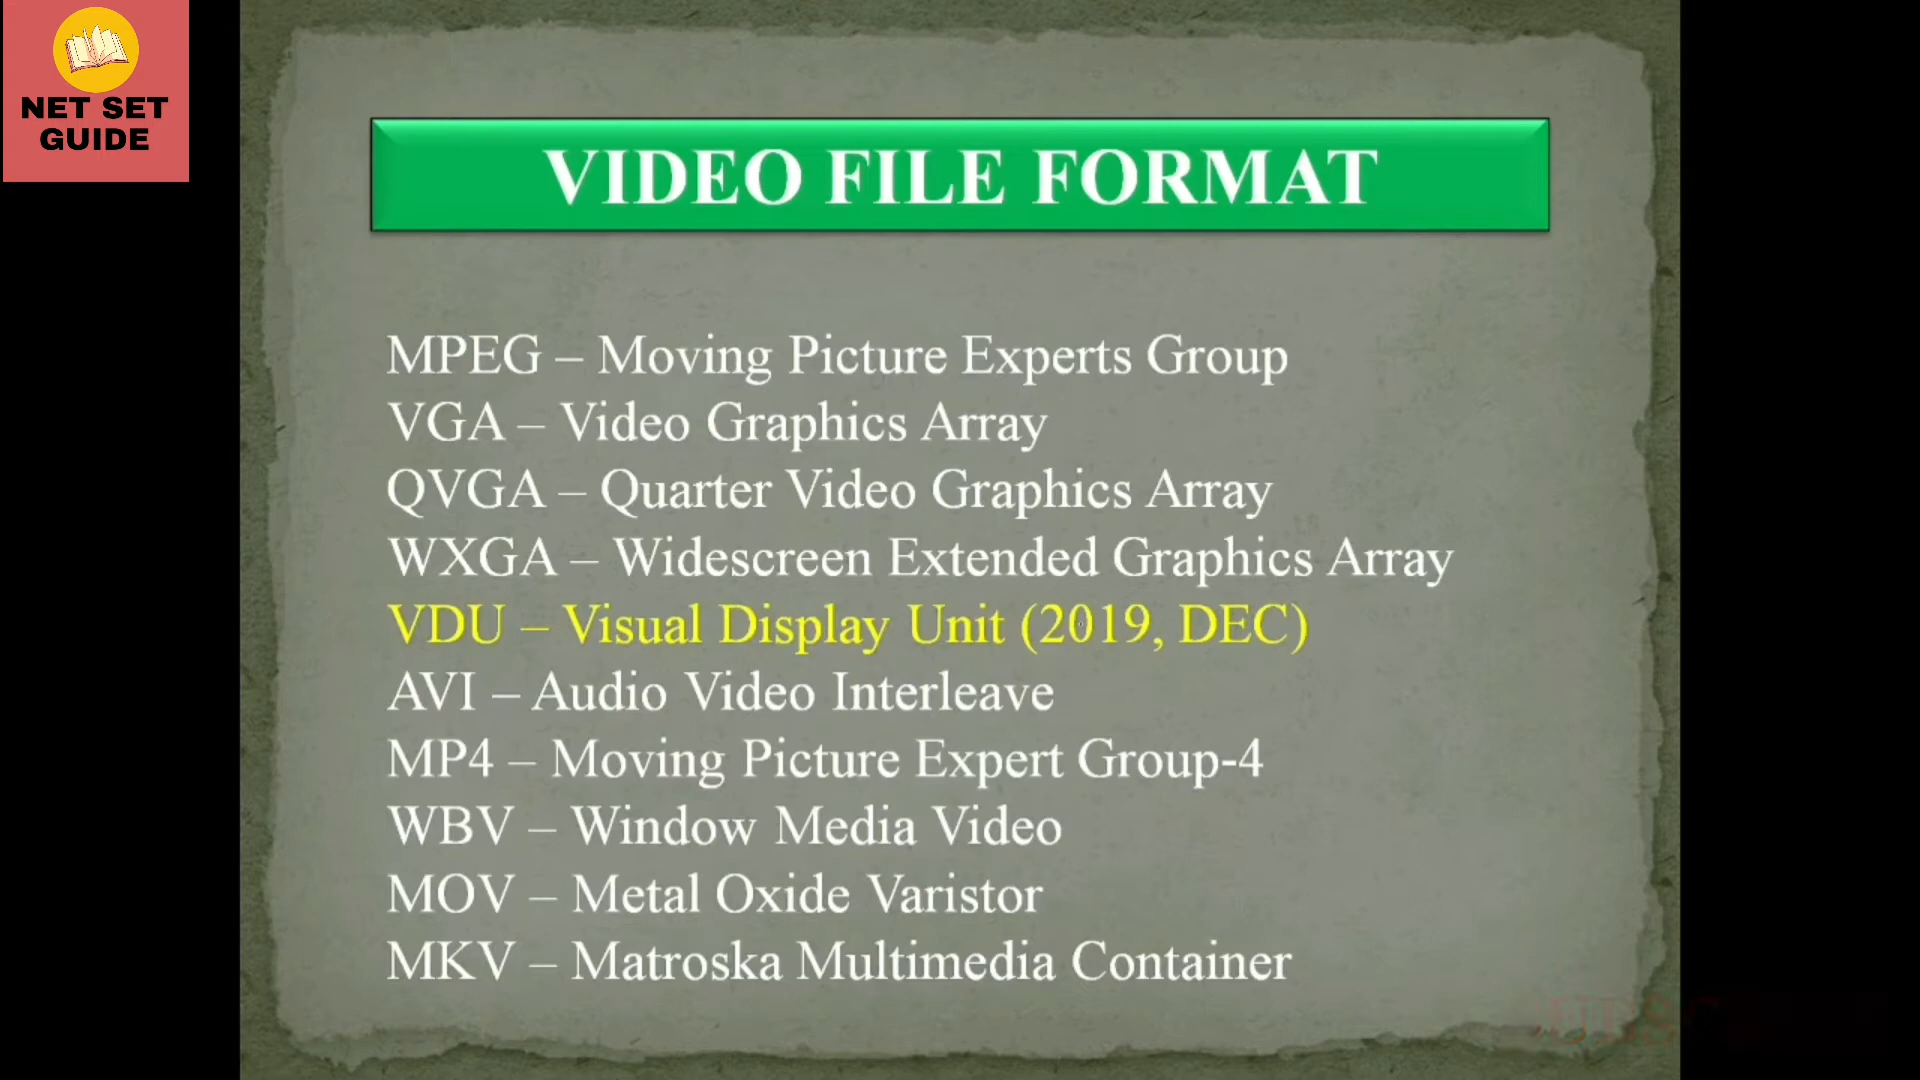 NET SET
GUIDE
VIDEO FILE FORMAT
MPEG – Moving Picture Experts Group
VGA – Video Graphics Array
QVGA – Quarter Video Graphics Array
WXGA – Widescreen Extended Graphics Array
VDU – Visual Display Unit (2019, DEC)
AVI – Audio Video Interleave
MP4 – Moving Picture Expert Group-4
WBV – Window Media Video
MOV – Metal Oxide Varistor
MKV – Matroska Multimedia Container